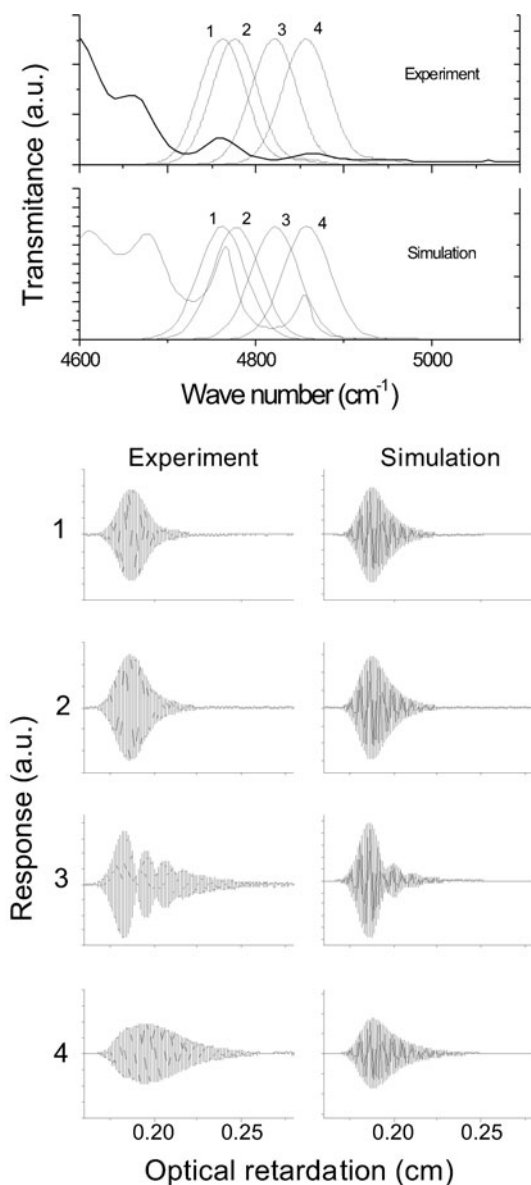 Transmitance (a.u.)
1 2 3 4
Experiment
1 2 3 4
Simulation
4600 4800 5000
Wave number (cm⁻¹)
Experiment Simulation
Response (a.u.)
1
2
3
4
0.20 0.25 0.20 0.25
Optical retardation (cm)